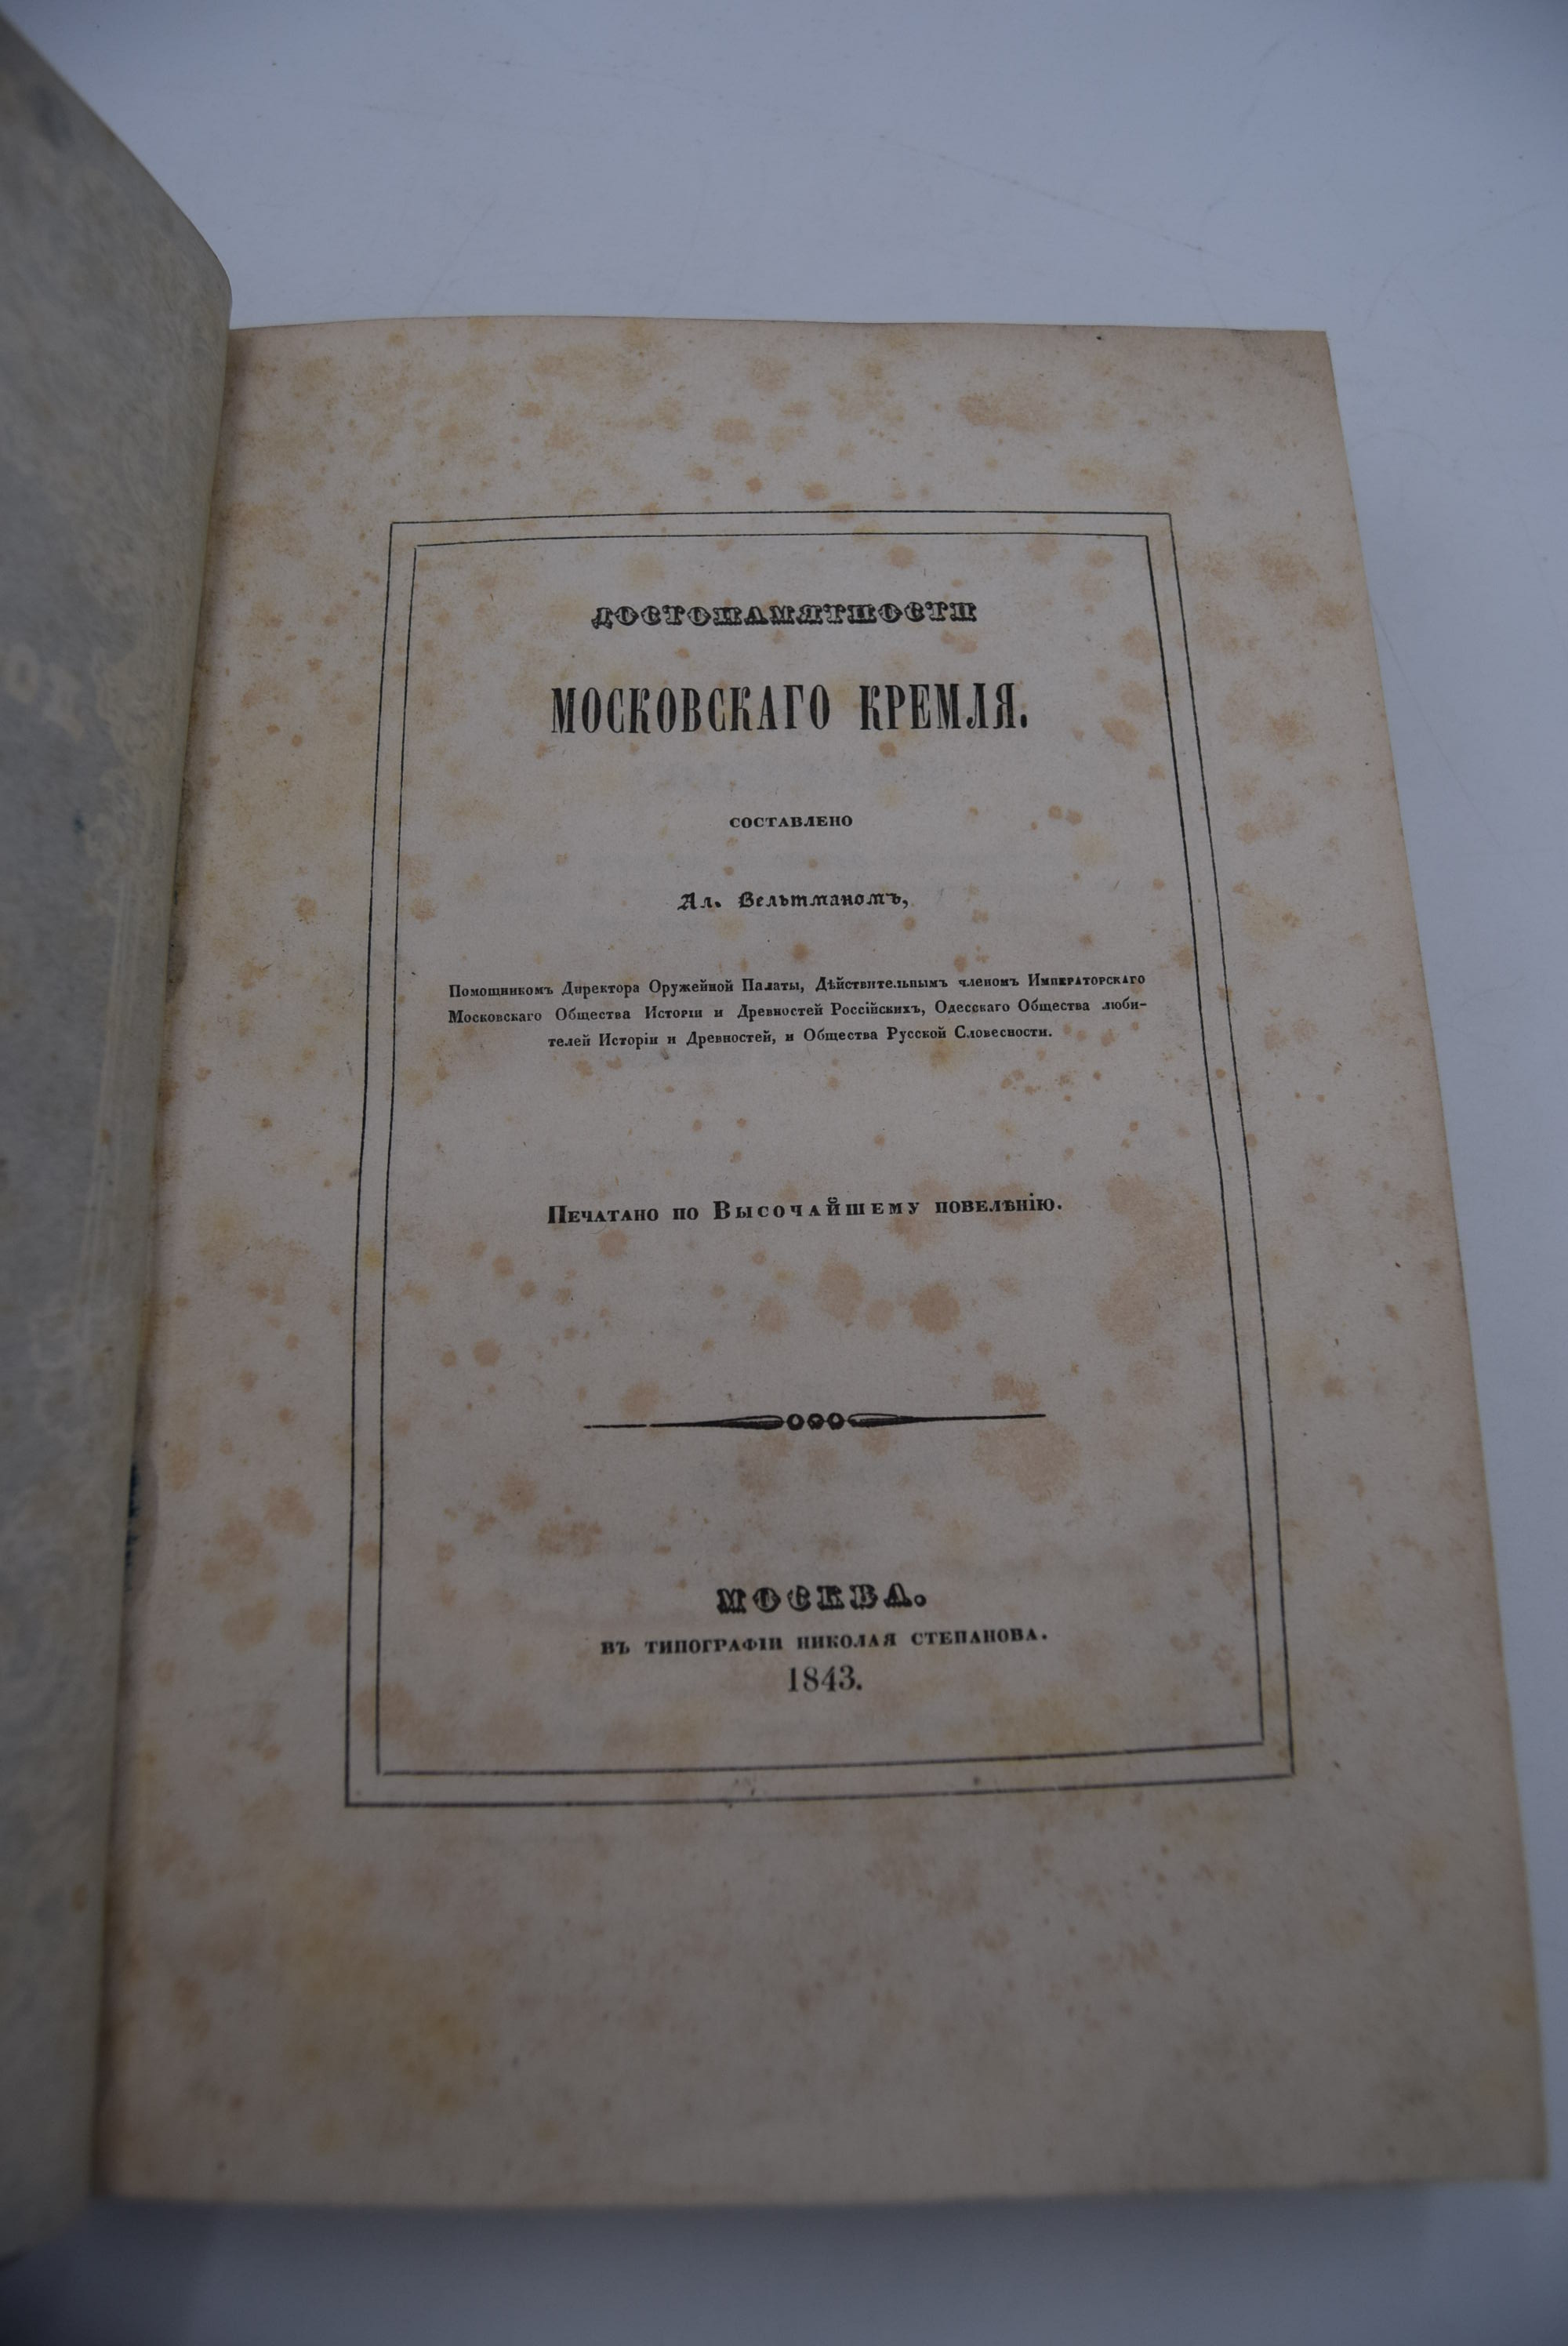 ДОСТОПАМЯТНОСТИ
МОСКОВСКАГО КРЕМЛЯ.
СОСТАВЛЕНО
Ал. Вельтманомъ,
Помощникомъ Директора Оружейной Палаты, Дѣйствительнымъ членомъ Императорскаго
Московскаго Общества Исторіи и Древностей Россійскихъ, Одесскаго Общества люби-
телей Исторіи и Древностей, и Общества Русской Словесности.
Печатано по Высочайшему повелѣнію.
МОСКВА.
ВЪ ТИПОГРАФІИ НИКОЛАЯ СТЕПАНОВА.
1843.